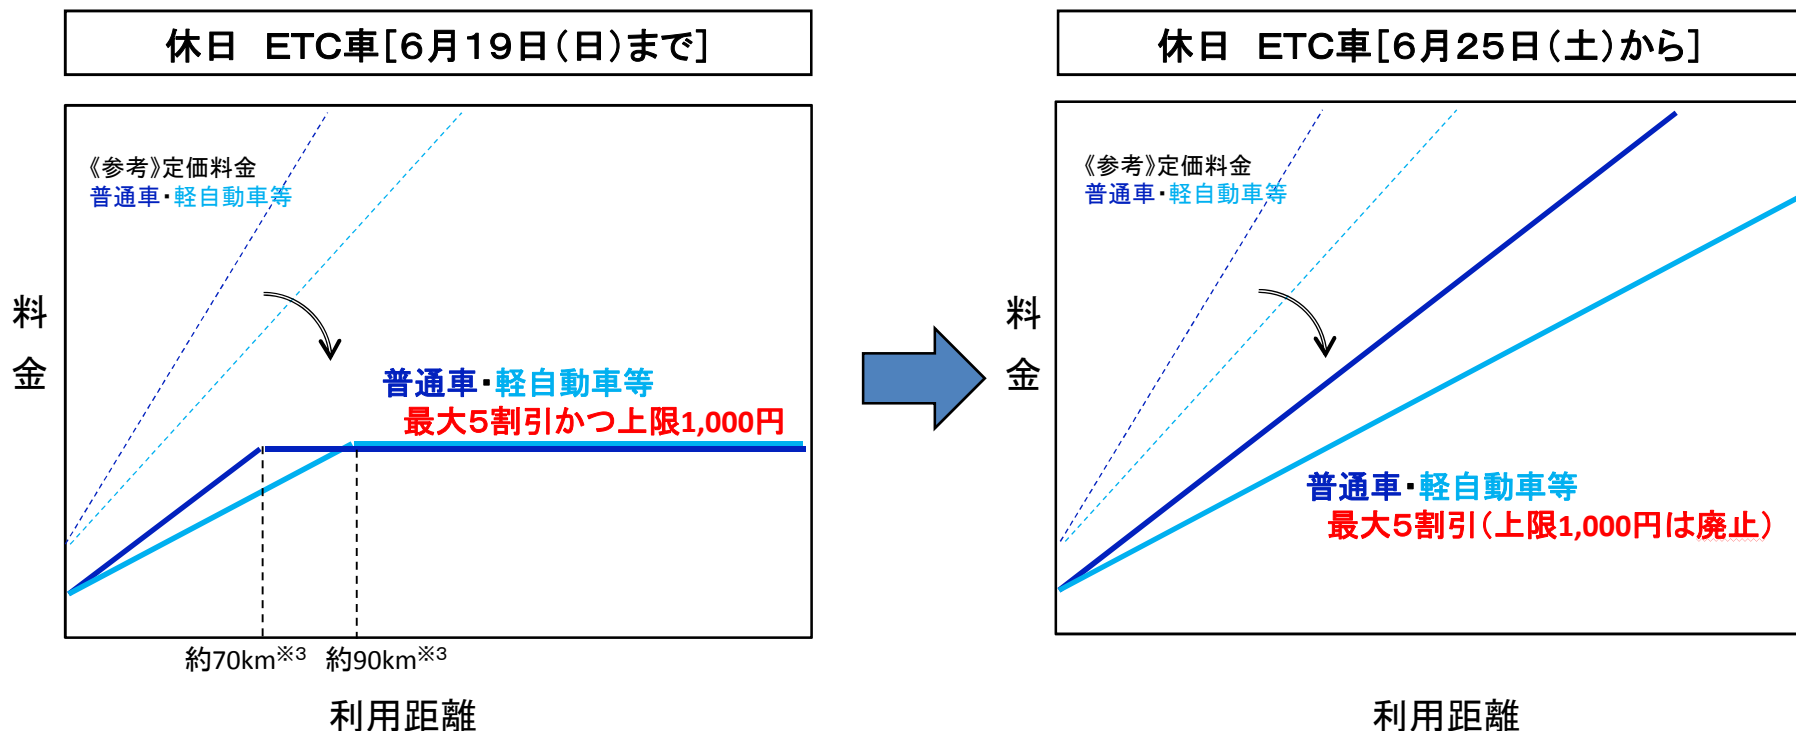 休日　ETC車[6月19日(日)まで]
《参考》定価料金
普通車・軽自動車等
料
金
普通車・軽自動車等
最大5割引かつ上限1,000円
約70km※3
約90km※3
利用距離
休日　ETC車[6月25日(土)から]
《参考》定価料金
普通車・軽自動車等
料
金
普通車・軽自動車等
最大5割引(上限1,000円は廃止)
利用距離